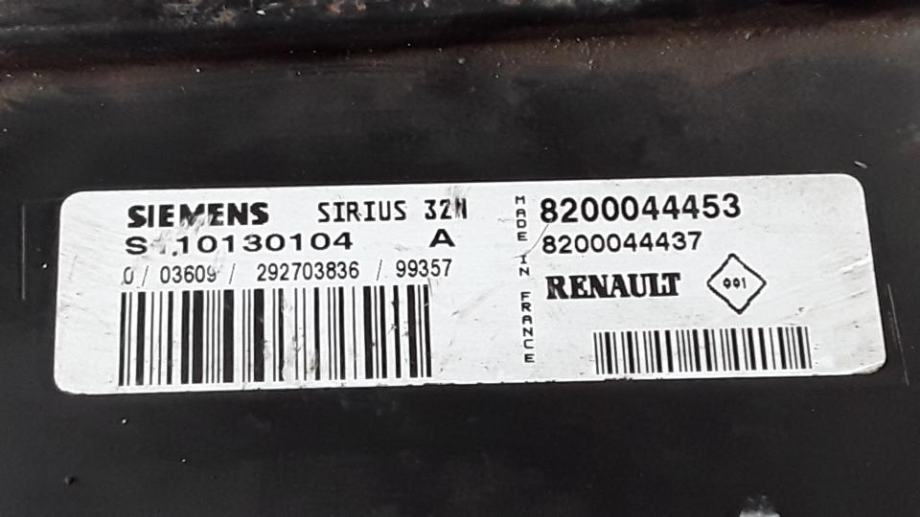 SIEMENS SIRIUS 32N
10130104 A
0/ 03609/ 292703836 / 99357
MADE IN FRANCE
8200044453
8200044437
RENAULT 001